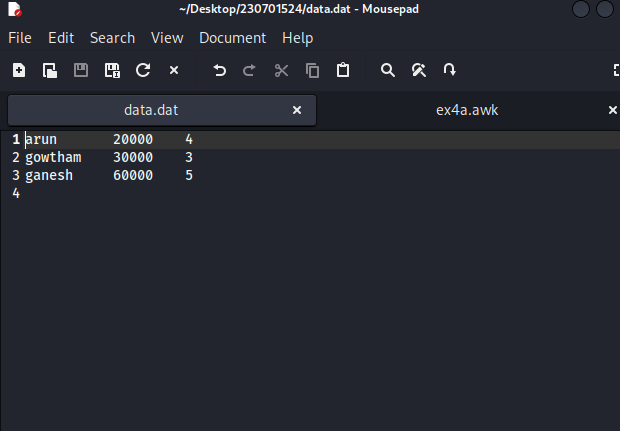 ~/Desktop/230701524/data.dat - Mousepad
File Edit Search View Document Help
data.dat ex4a.awk
1 arun 20000 4
2 gowtham 30000 3
3 ganesh 60000 5
4